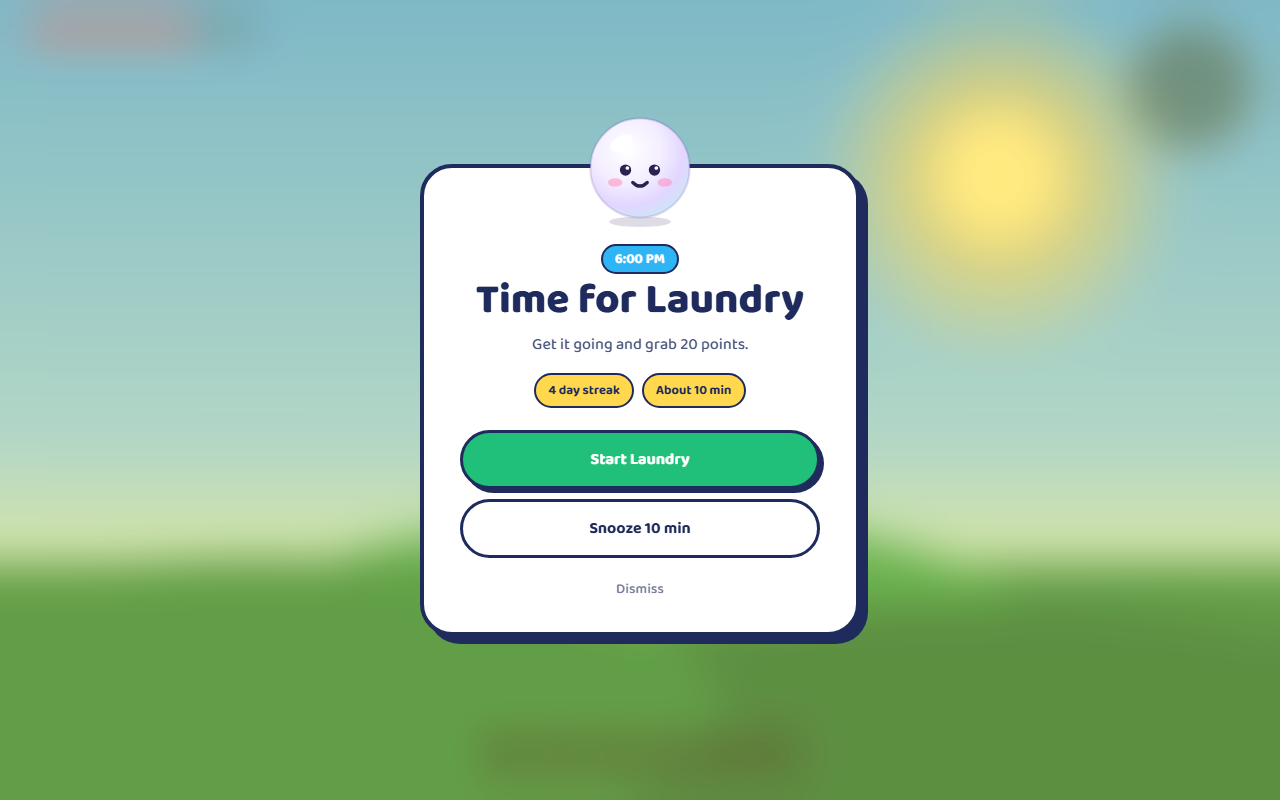 6:00 PM
Time for Laundry
Get it going and grab 20 points.
4 day streak
About 10 min
Start Laundry
Snooze 10 min
Dismiss